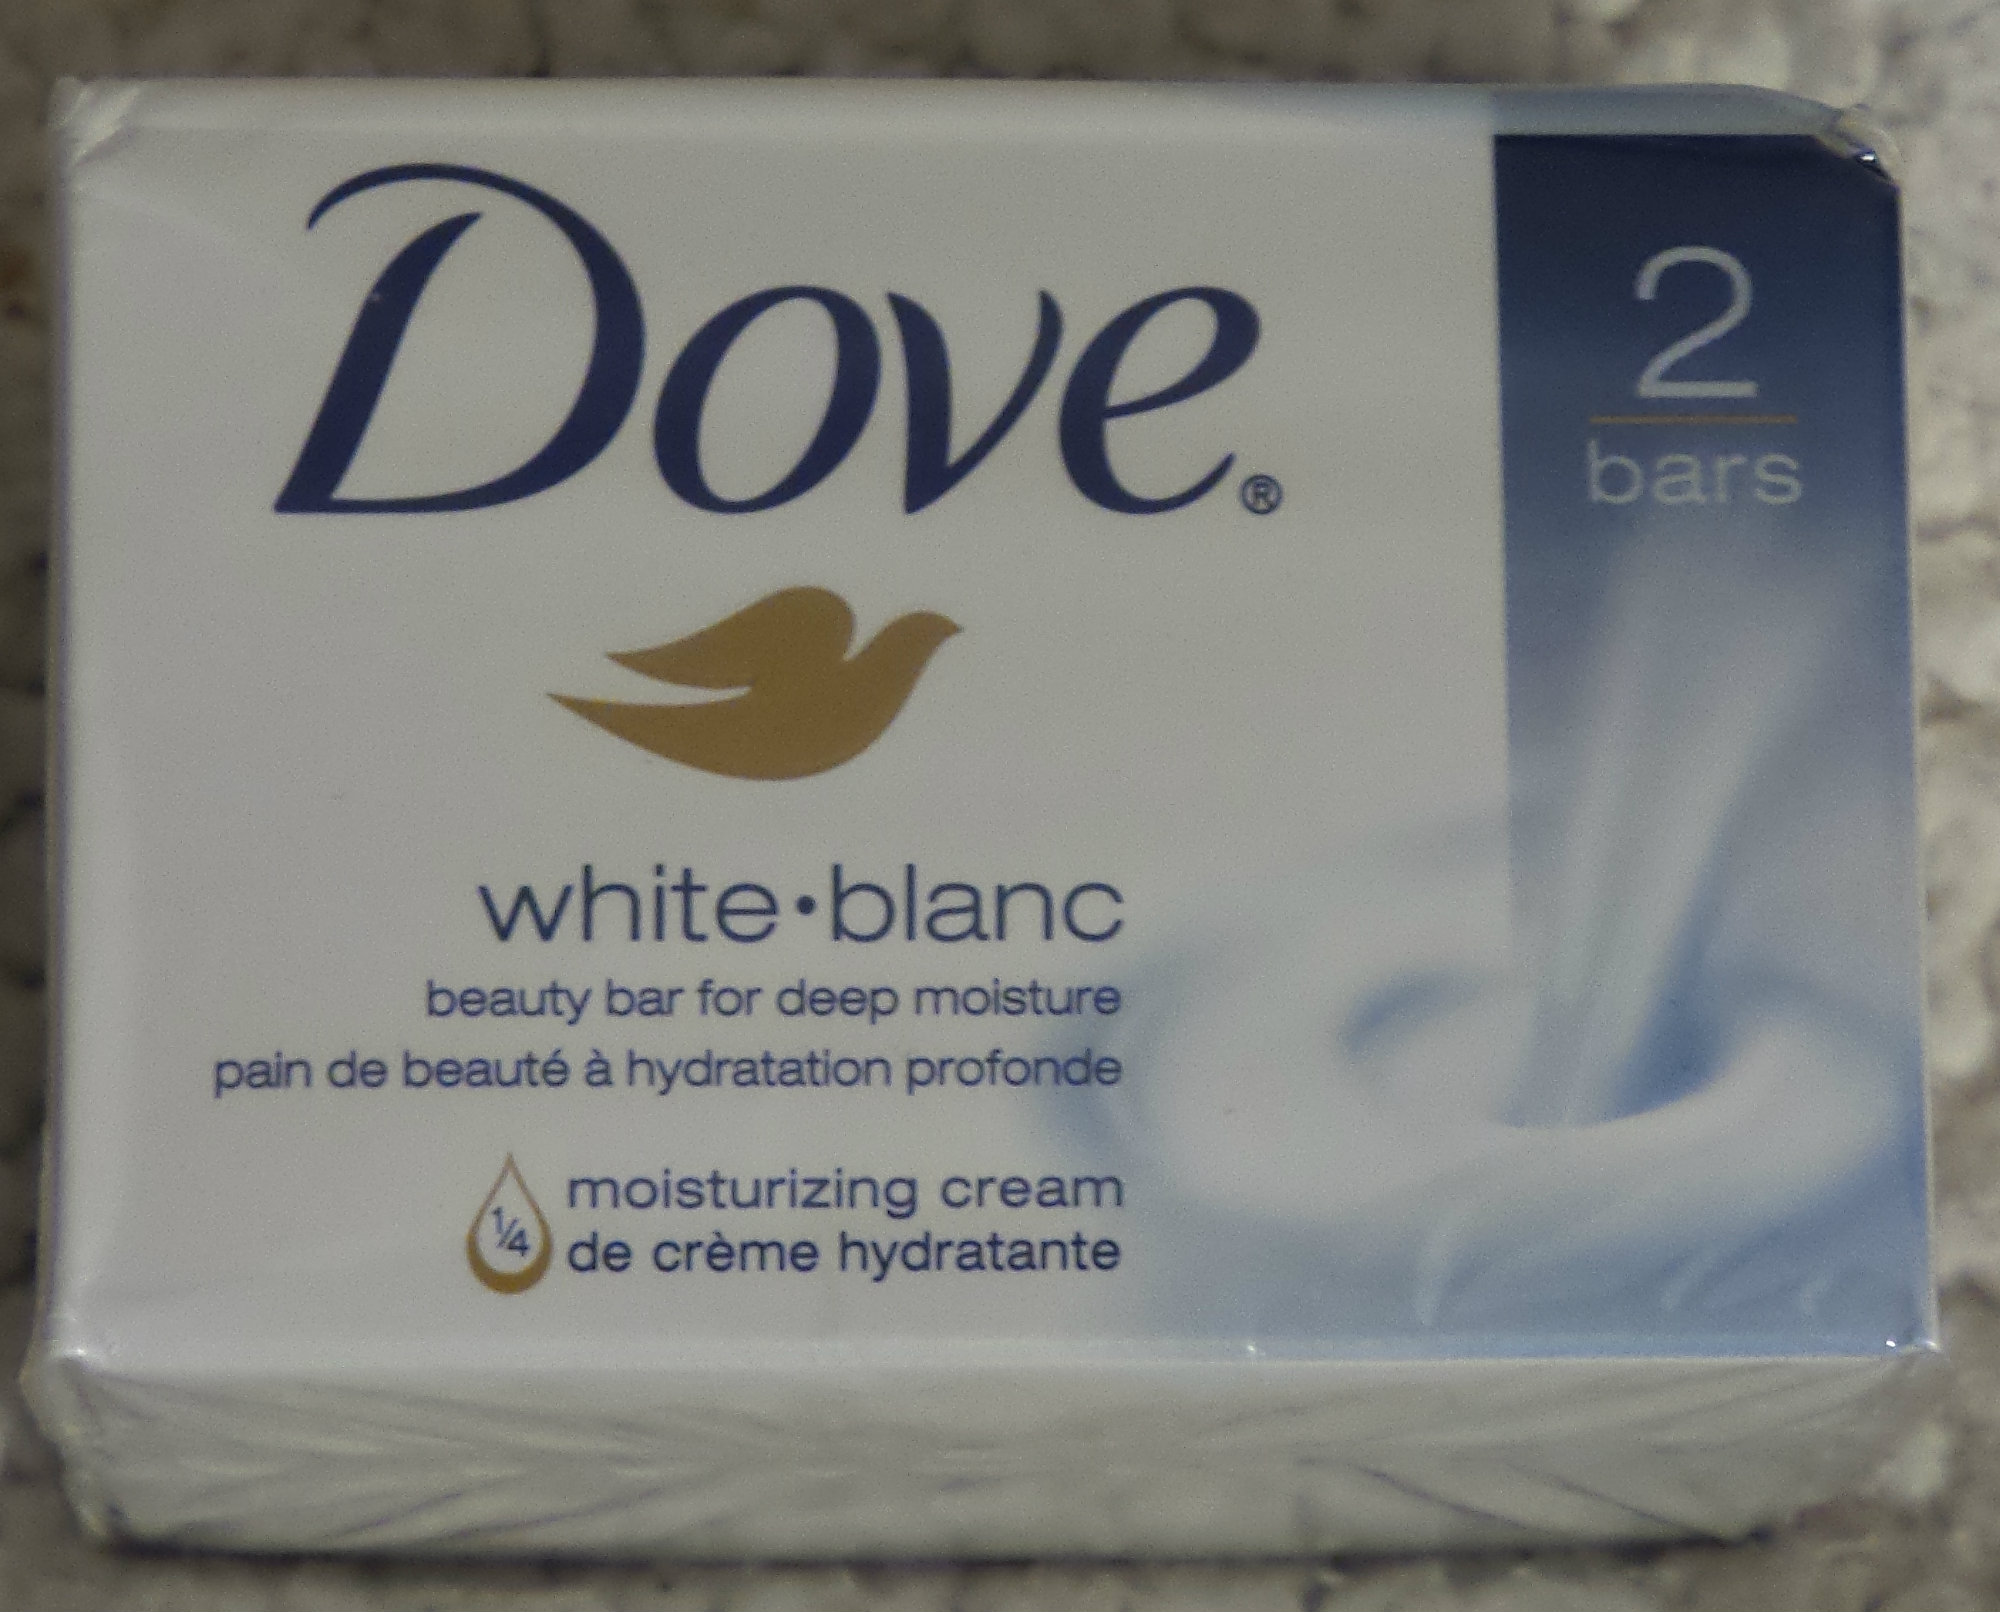 Dove®
2
bars
white•blanc
beauty bar for deep moisture
pain de beauté à hydratation profonde
1/4
moisturizing cream
de crème hydratante